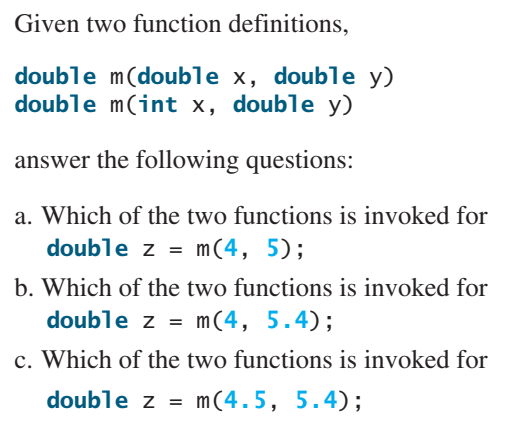 Given two function definitions,
double m(double x, double y)
double m(int x, double y)
answer the following questions:
a. Which of the two functions is invoked for
double z = m(4, 5);
b. Which of the two functions is invoked for
double z = m(4, 5.4);
c. Which of the two functions is invoked for
double z = m(4.5, 5.4);